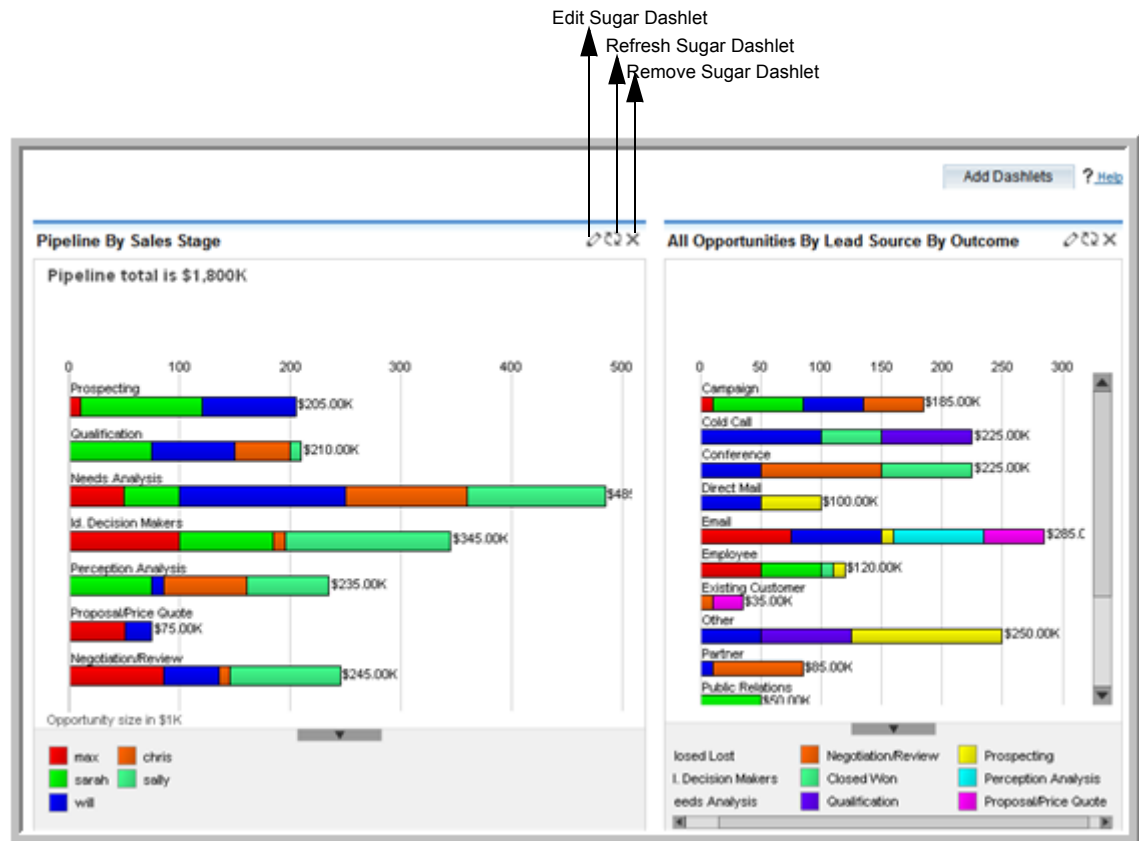 Edit Sugar Dashlet
Refresh Sugar Dashlet
Remove Sugar Dashlet
Add Dashlets ? Help
Pipeline By Sales Stage
Pipeline total is $1,800K
0 100 200 300 400 500
Prospecting
$205.00K
Qualification
$210.00K
Needs Analysis
$48
Id. Decision Makers
$345.00K
Perception Analysis
$235.00K
Proposal/Price Quote
$75.00K
Negotiation/Review
$245.00K
Opportunity size in $1K
max chris
sarah sally
will
All Opportunities By Lead Source By Outcome
0 50 100 150 200 250 300
Campaign
$185.00K
Cold Call
$225.00K
Conference
$225.00K
Direct Mail
$100.00K
Email
$285.0
Employee
$120.00K
Existing Customer
$35.00K
Other
$250.00K
Partner
$85.00K
Public Relations
$50.00K
losed Lost Negotiation/Review Prospecting
I. Decision Makers Closed Won Perception Analysis
eeds Analysis Qualification Proposal/Price Quote